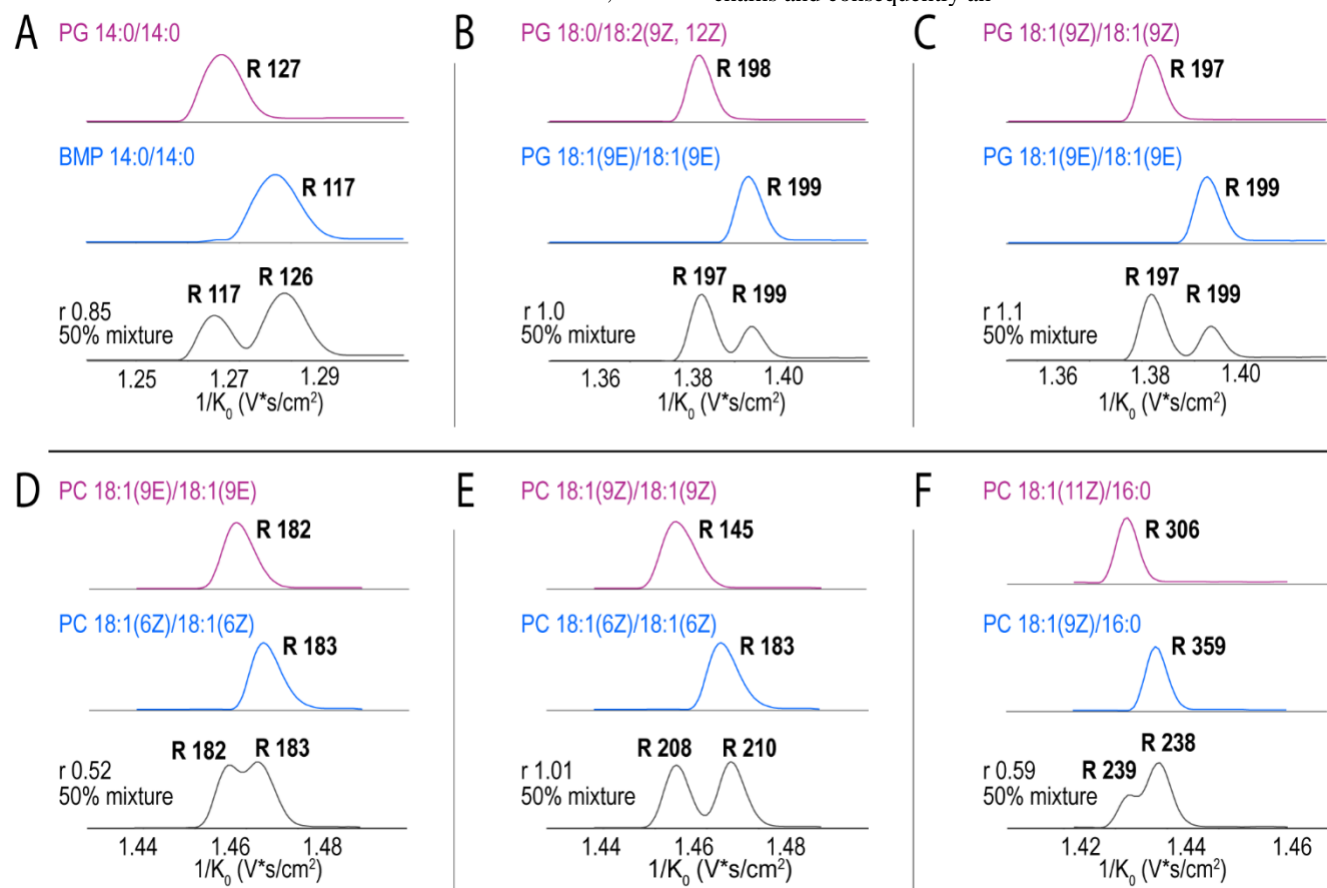 chains and consequently an
A
PG 14:0/14:0
R 127
BMP 14:0/14:0
R 117
R 117
R 126
r 0.85
50% mixture
1.25 1.27 1.29
1/K0 (V*s/cm²)
B
PG 18:0/18:2(9Z, 12Z)
R 198
PG 18:1(9E)/18:1(9E)
R 199
R 197
R 199
r 1.0
50% mixture
1.36 1.38 1.40
1/K0 (V*s/cm²)
C
PG 18:1(9Z)/18:1(9Z)
R 197
PG 18:1(9E)/18:1(9E)
R 199
R 197
R 199
r 1.1
50% mixture
1.36 1.38 1.40
1/K0 (V*s/cm²)
D
PC 18:1(9E)/18:1(9E)
R 182
PC 18:1(6Z)/18:1(6Z)
R 183
R 182
R 183
r 0.52
50% mixture
1.44 1.46 1.48
1/K0 (V*s/cm²)
E
PC 18:1(9Z)/18:1(9Z)
R 145
PC 18:1(6Z)/18:1(6Z)
R 183
R 208
R 210
r 1.01
50% mixture
1.44 1.46 1.48
1/K0 (V*s/cm²)
F
PC 18:1(11Z)/16:0
R 306
PC 18:1(9Z)/16:0
R 359
R 238
R 239
r 0.59
50% mixture
1.42 1.44 1.46
1/K0 (V*s/cm²)